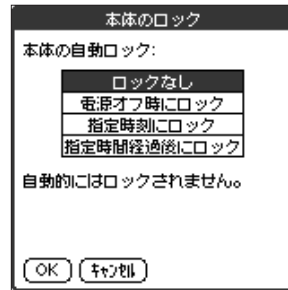 本体のロック
本体の自動ロック:
ロックなし
電源オフ時にロック
指定時刻にロック
指定時間経過後にロック
自動的にはロックされません。
OK キャンセル